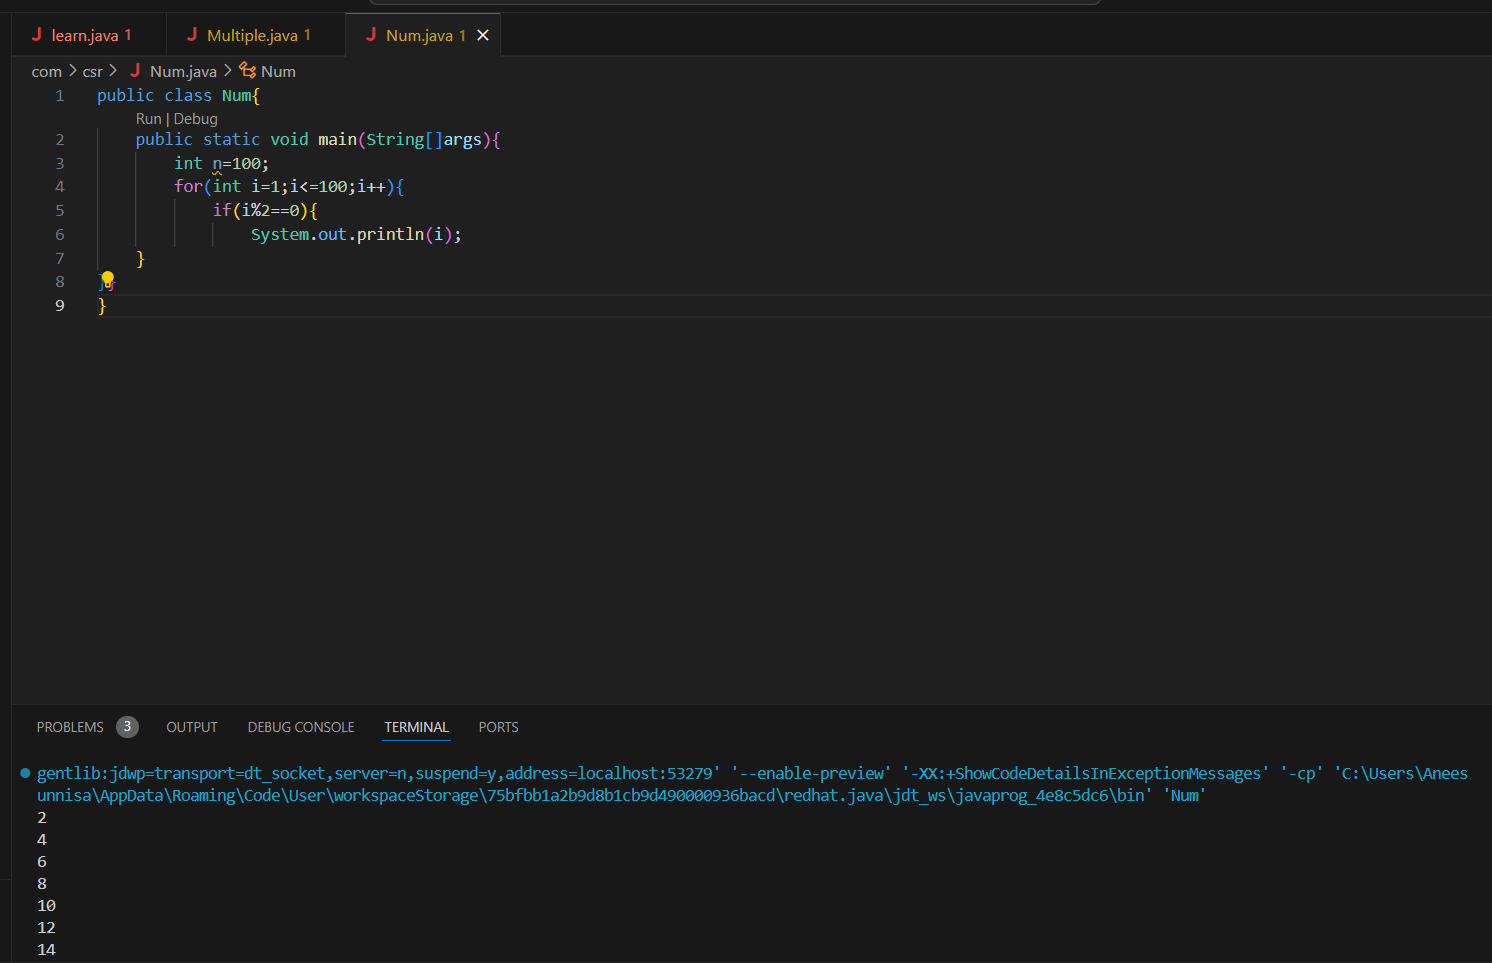 J learn.java 1 J Multiple.java 1 J Num.java 1 ✕
com > csr > J Num.java > Num
1 public class Num{
Run | Debug
2 public static void main(String[]args){
3 int n=100;
4 for(int i=1;i<=100;i++){
5 if(i%2==0){
6 System.out.println(i);
7 }
8 }}
9 }
PROBLEMS 3 OUTPUT DEBUG CONSOLE TERMINAL PORTS
gentlib:jdwp=transport=dt_socket,server=n,suspend=y,address=localhost:53279' '--enable-preview' '-XX:+ShowCodeDetailsInExceptionMessages' '-cp' 'C:\Users\Anees
unnisa\AppData\Roaming\Code\User\workspaceStorage\75bfbb1a2b9d8b1cb9d490000936bacd\redhat.java\jdt_ws\javaprog_4e8c5dc6\bin' 'Num'
2
4
6
8
10
12
14